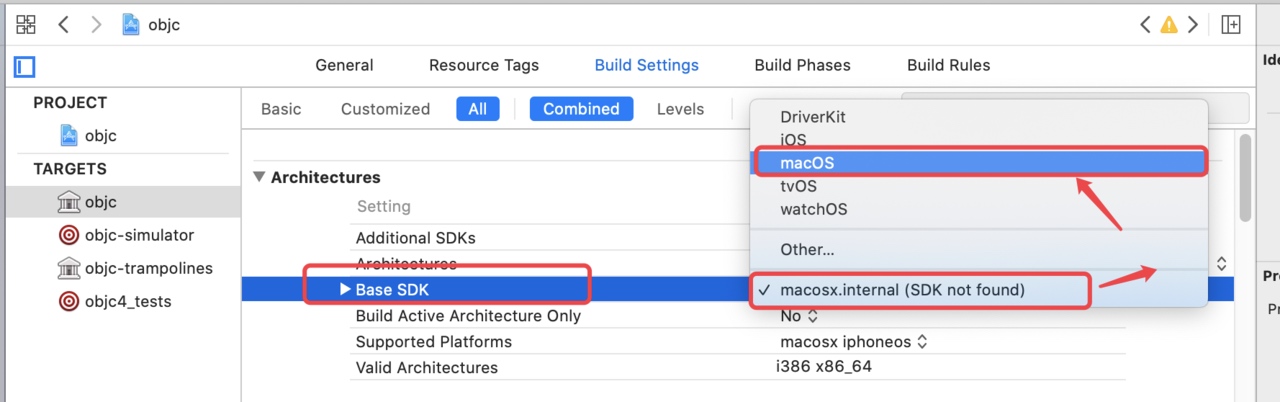 objc
General Resource Tags Build Settings Build Phases Build Rules
Ide
PROJECT
objc
TARGETS
objc
objc-simulator
objc-trampolines
objc4_tests
Basic Customized All Combined Levels
Architectures
Setting
Additional SDKs
Architectures
Base SDK
Build Active Architecture Only No
Supported Platforms macosx iphoneos
Valid Architectures i386 x86_64
DriverKit
iOS
macOS
tvOS
watchOS
Other...
macosx.internal (SDK not found)
Pro
Pr